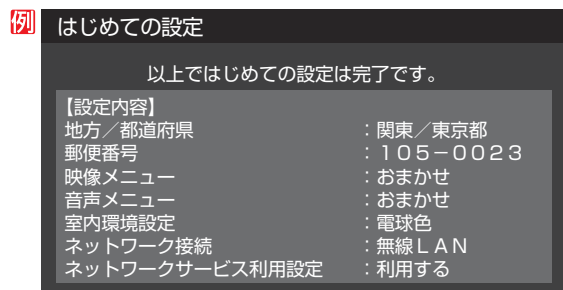 例
はじめての設定
以上ではじめての設定は完了です。
【設定内容】
地方／都道府県　：関東／東京都
郵便番号　：１０５－００２３
映像メニュー　：おまかせ
音声メニュー　：おまかせ
室内環境設定　：電球色
ネットワーク接続　：無線ＬＡＮ
ネットワークサービス利用設定　：利用する